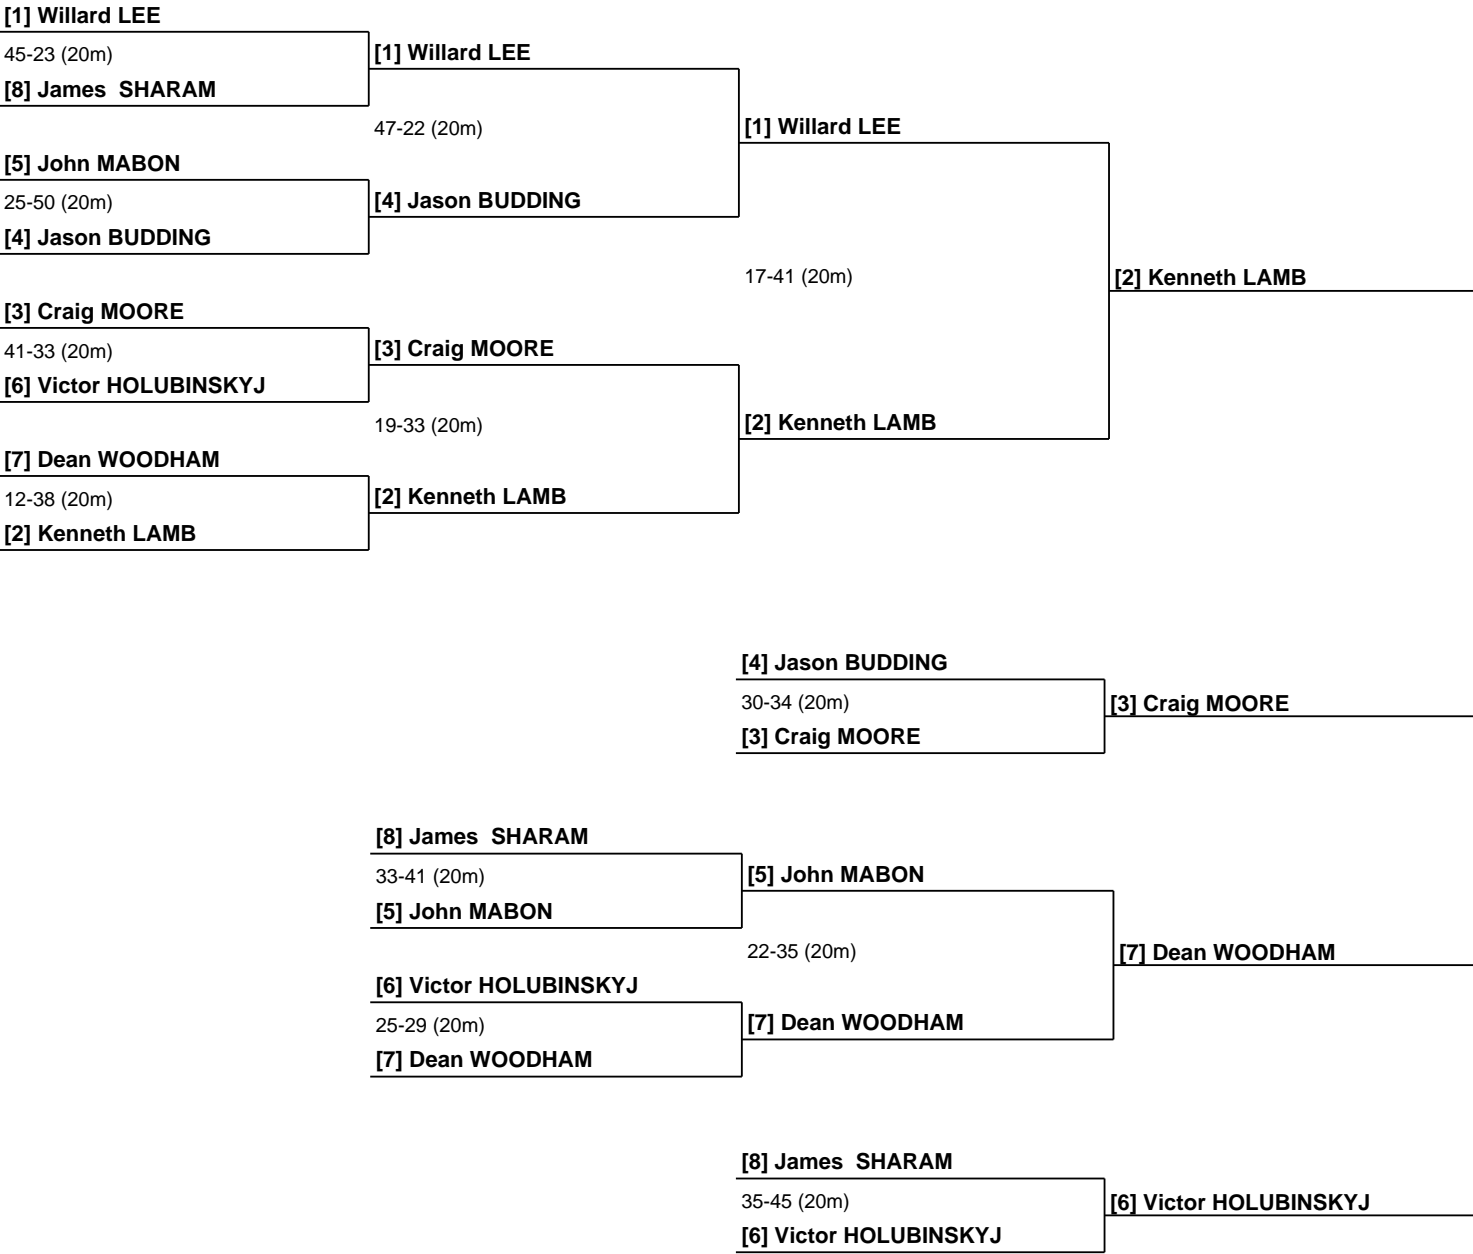 [1] Willard LEE
45-23 (20m)
[8] James  SHARAM
[5] John MABON
25-50 (20m)
[4] Jason BUDDING
[3] Craig MOORE
41-33 (20m)
[6] Victor HOLUBINSKYJ
[7] Dean WOODHAM
12-38 (20m)
[2] Kenneth LAMB
[1] Willard LEE
47-22 (20m)
[4] Jason BUDDING
[3] Craig MOORE
19-33 (20m)
[2] Kenneth LAMB
[1] Willard LEE
17-41 (20m)
[2] Kenneth LAMB
[2] Kenneth LAMB
[4] Jason BUDDING
30-34 (20m)
[3] Craig MOORE
[3] Craig MOORE
[8] James  SHARAM
33-41 (20m)
[5] John MABON
[6] Victor HOLUBINSKYJ
25-29 (20m)
[7] Dean WOODHAM
[5] John MABON
22-35 (20m)
[7] Dean WOODHAM
[7] Dean WOODHAM
[8] James  SHARAM
35-45 (20m)
[6] Victor HOLUBINSKYJ
[6] Victor HOLUBINSKYJ